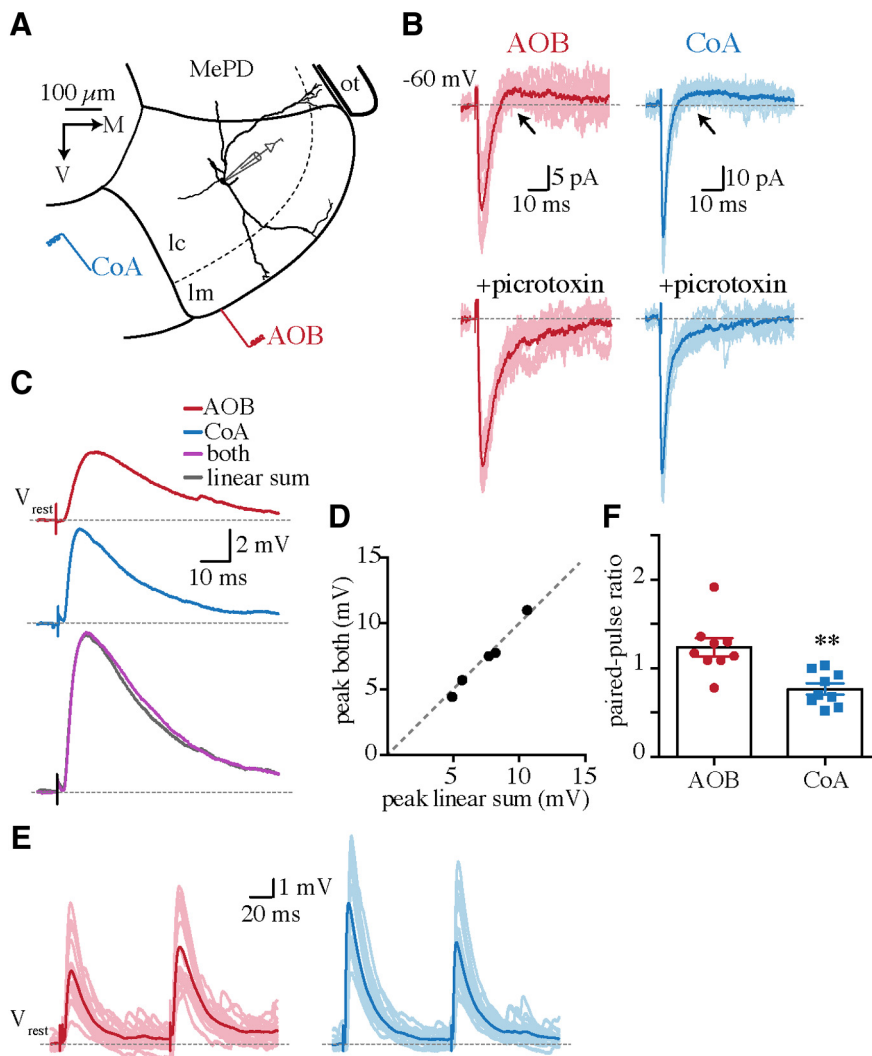 A
MePD
ot
100 μm
M
V
lc
lm
CoA
AOB
B
AOB
CoA
-60 mV
5 pA
10 ms
10 pA
10 ms
+picrotoxin
+picrotoxin
C
AOB
CoA
both
linear sum
V rest
2 mV
10 ms
D
15
10
5
0
5
10
15
peak both (mV)
peak linear sum (mV)
F
2
1
0
paired-pulse ratio
**
AOB
CoA
E
1 mV
20 ms
V rest